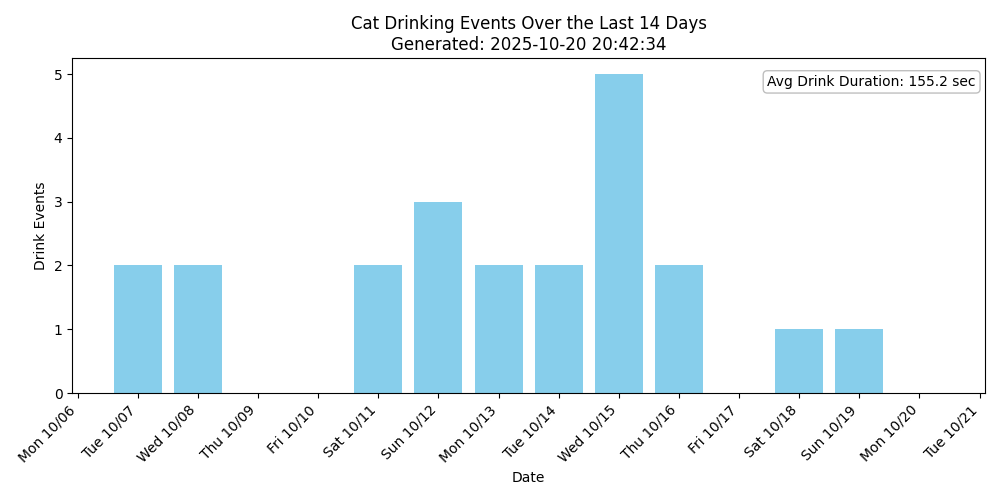 Cat Drinking Events Over the Last 14 Days
Generated: 2025-10-20 20:42:34
Avg Drink Duration: 155.2 sec
Drink Events
5
4
3
2
1
0
Mon 10/06
Tue 10/07
Wed 10/08
Thu 10/09
Fri 10/10
Sat 10/11
Sun 10/12
Mon 10/13
Tue 10/14
Wed 10/15
Thu 10/16
Fri 10/17
Sat 10/18
Sun 10/19
Mon 10/20
Tue 10/21
Date